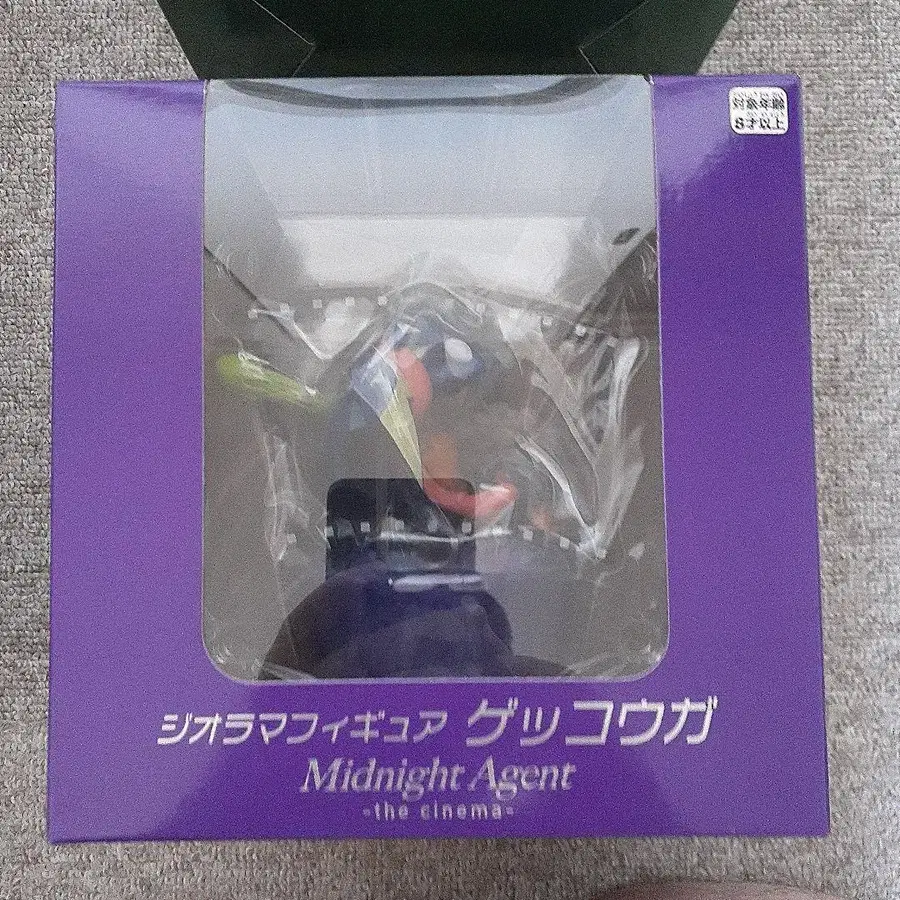 対象年齢
8才以上
ジオラマフィギュア ゲッコウガ
Midnight Agent
-the cinema-